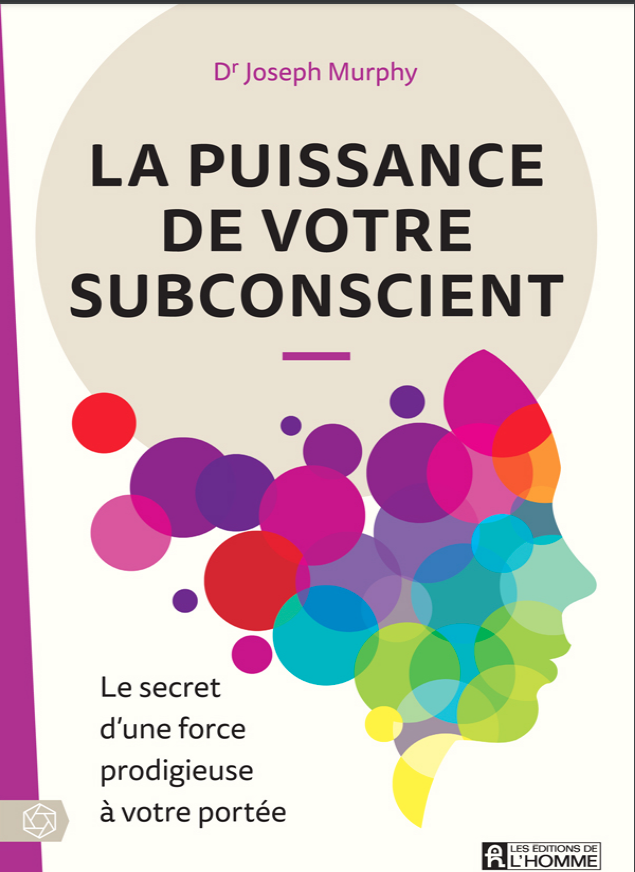 Dr Joseph Murphy
LA PUISSANCE
DE VOTRE
SUBCONSCIENT
Le secret
d'une force
prodigieuse
à votre portée
LES ÉDITIONS DE
L'HOMME